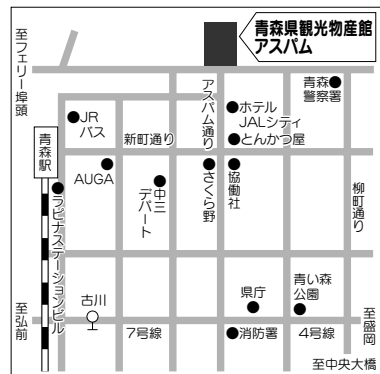 青森県観光物産館
アスパム
至フェリー埠頭
青森
警察署
アスパム通り
JR
バス
ホテル
JALシティ
新町通り
とんかつ屋
青森駅
AUGA
中三
デパート
さくら野
協働社
柳町通り
ラビナステーションビル
古川
県庁
青い森
公園
至弘前
7号線
消防署
4号線
至盛岡
至中央大橋